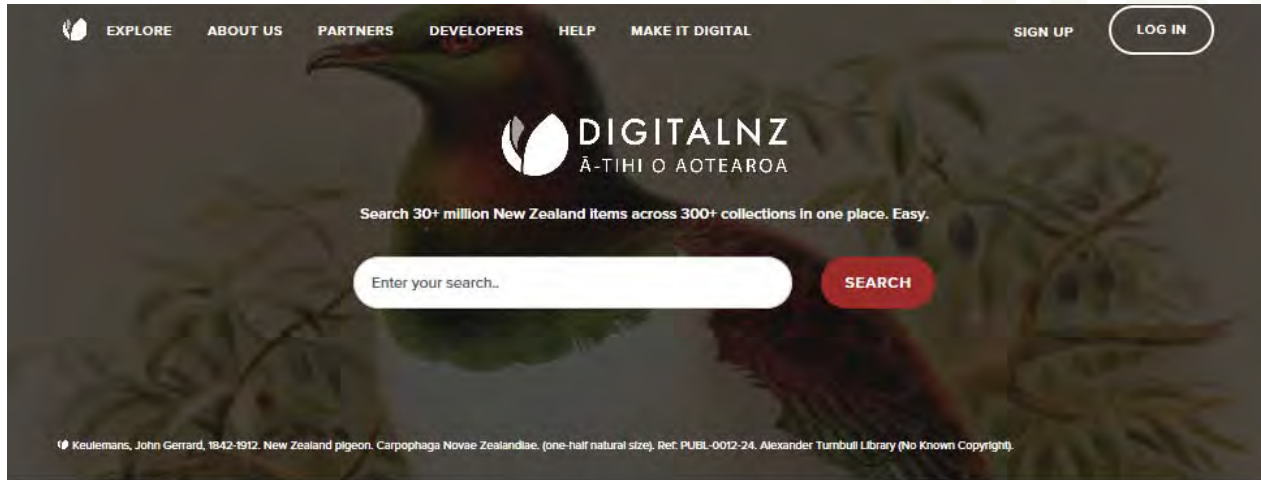 EXPLORE ABOUT US PARTNERS DEVELOPERS HELP MAKE IT DIGITAL SIGN UP LOG IN
DIGITALNZ
Ā-TIHI O AOTEAROA
Search 30+ million New Zealand items across 300+ collections in one place. Easy.
Enter your search.. SEARCH
Keulemans, John Gerrard, 1842-1912. New Zealand pigeon. Carpophaga Novae Zealandiae. (one-half natural size). Ref: PUBL-0012-24. Alexander Turnbull Library (No Known Copyright).